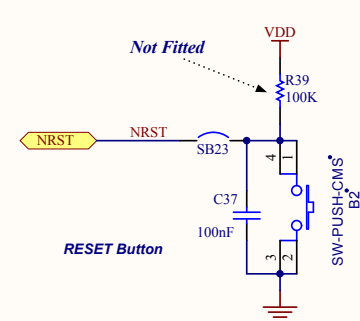 VDD
Not Fitted
R39
100K
NRST
NRST
SB23
4
1
C37
100nF
3
2
SW-PUSH-CMS
B2
RESET Button